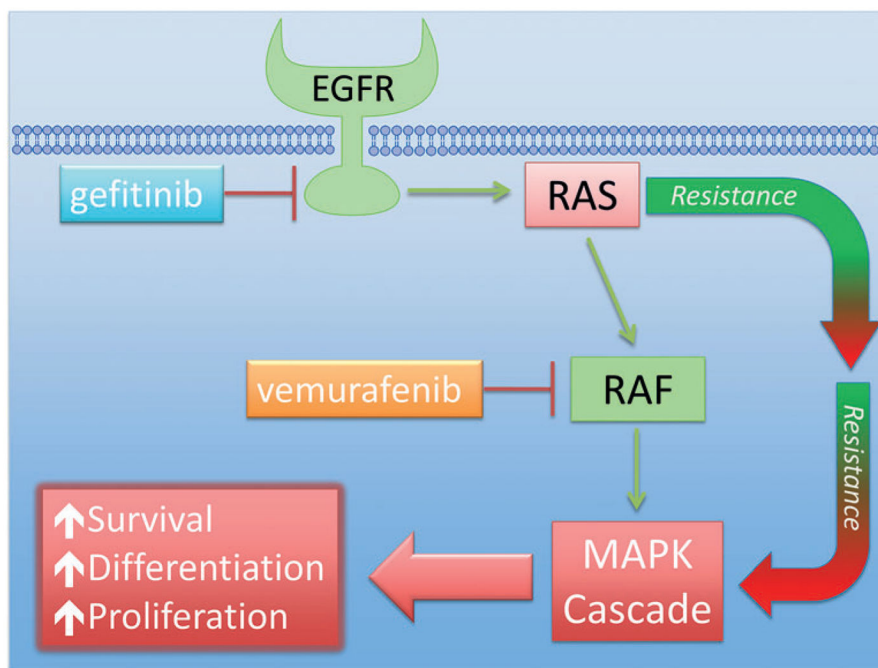 EGFR
gefitinib
RAS
Resistance
vemurafenib
RAF
Resistance
↑Survival
↑Differentiation
↑Proliferation
MAPK
Cascade